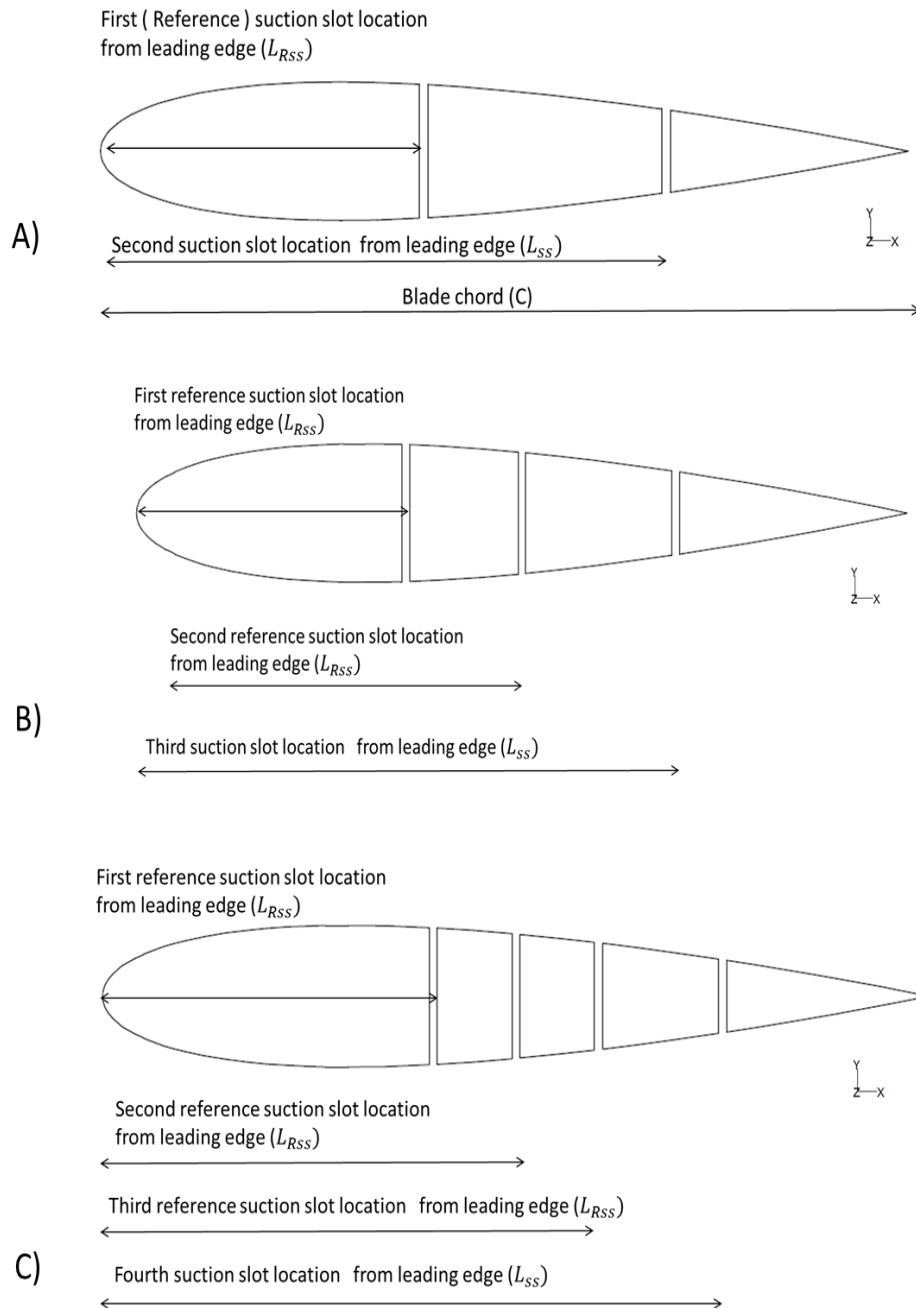 First ( Reference ) suction slot location
from leading edge (L_Rss)
A)
Y
Z X
Second suction slot location from leading edge (L_ss)
Blade chord (C)
First reference suction slot location
from leading edge (L_Rss)
Y
Z X
Second reference suction slot location
from leading edge (L_Rss)
B)
Third suction slot location from leading edge (L_ss)
First reference suction slot location
from leading edge (L_Rss)
Y
Z X
Second reference suction slot location
from leading edge (L_Rss)
Third reference suction slot location from leading edge (L_Rss)
C)
Fourth suction slot location from leading edge (L_ss)